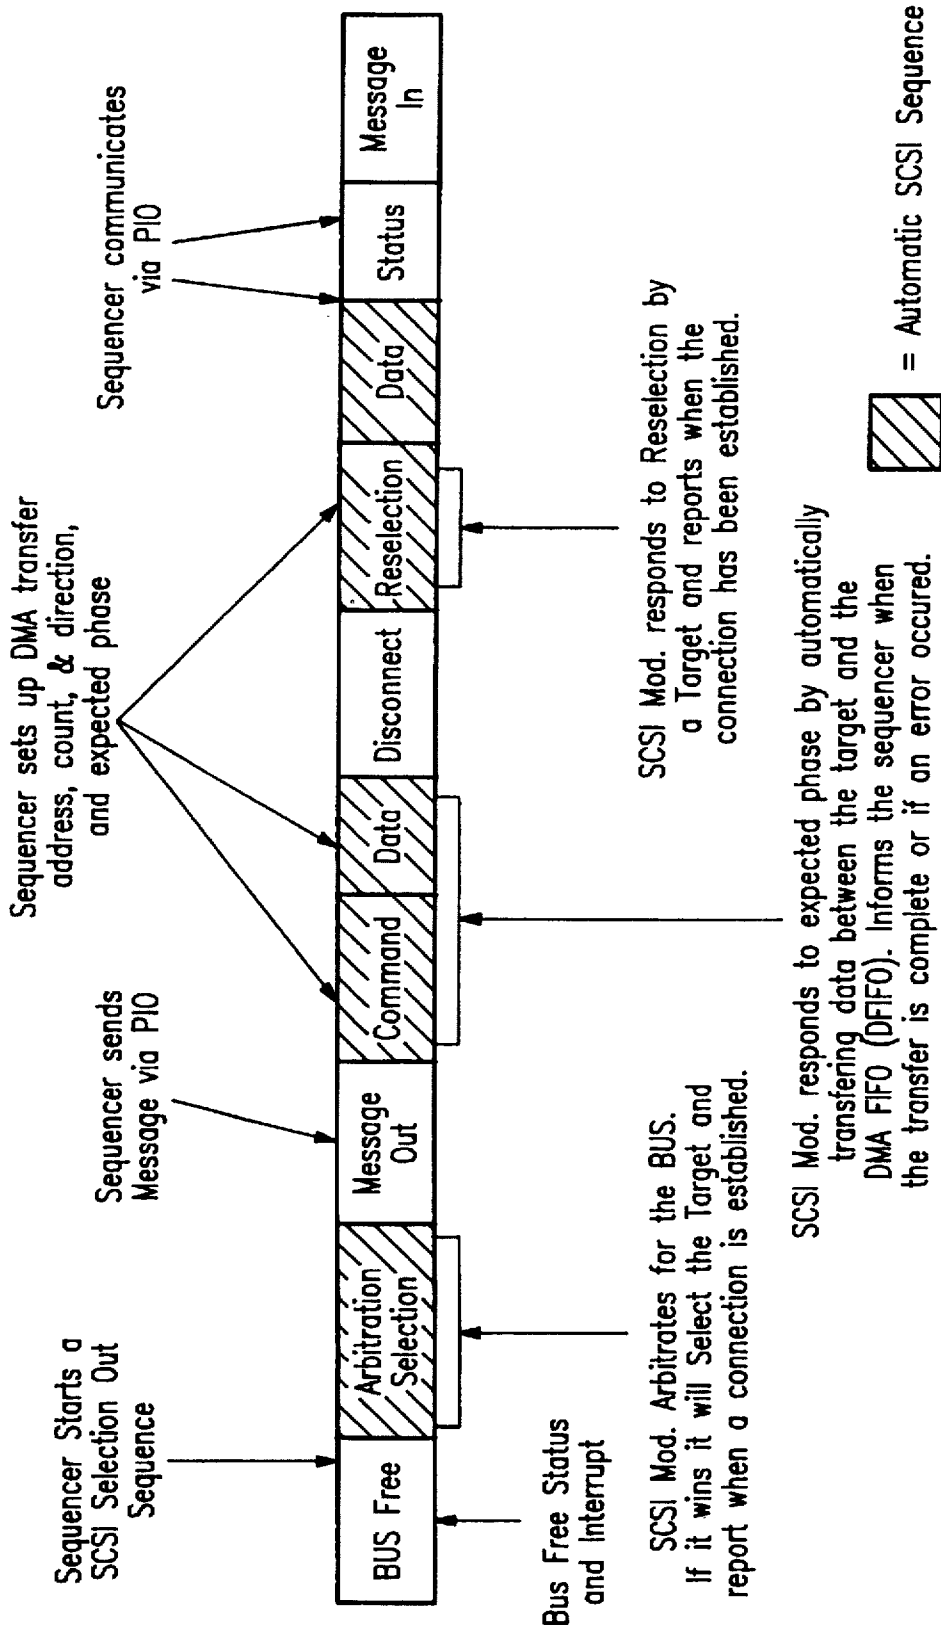 Sequencer Starts a
SCSI Selection Out
Sequence
Sequencer sends
Message via PIO
Sequencer sets up DMA transfer
address, count, & direction,
and expected phase
Sequencer communicates
via PIO
BUS Free
Arbitration
Selection
Message
Out
Command
Data
Disconnect
Reselection
Data
Status
Message
In
Bus Free Status
and Interrupt
SCSI Mod. Arbitrates for the BUS.
If it wins it will Select the Target and
report when a connection is established.
SCSI Mod. responds to expected phase by automatically
transfering data between the target and the
DMA FIFO (DFIFO). Informs the sequencer when
the transfer is complete or if an error occured.
SCSI Mod. responds to Reselection by
a Target and reports when the
connection has been established.
= Automatic SCSI Sequence